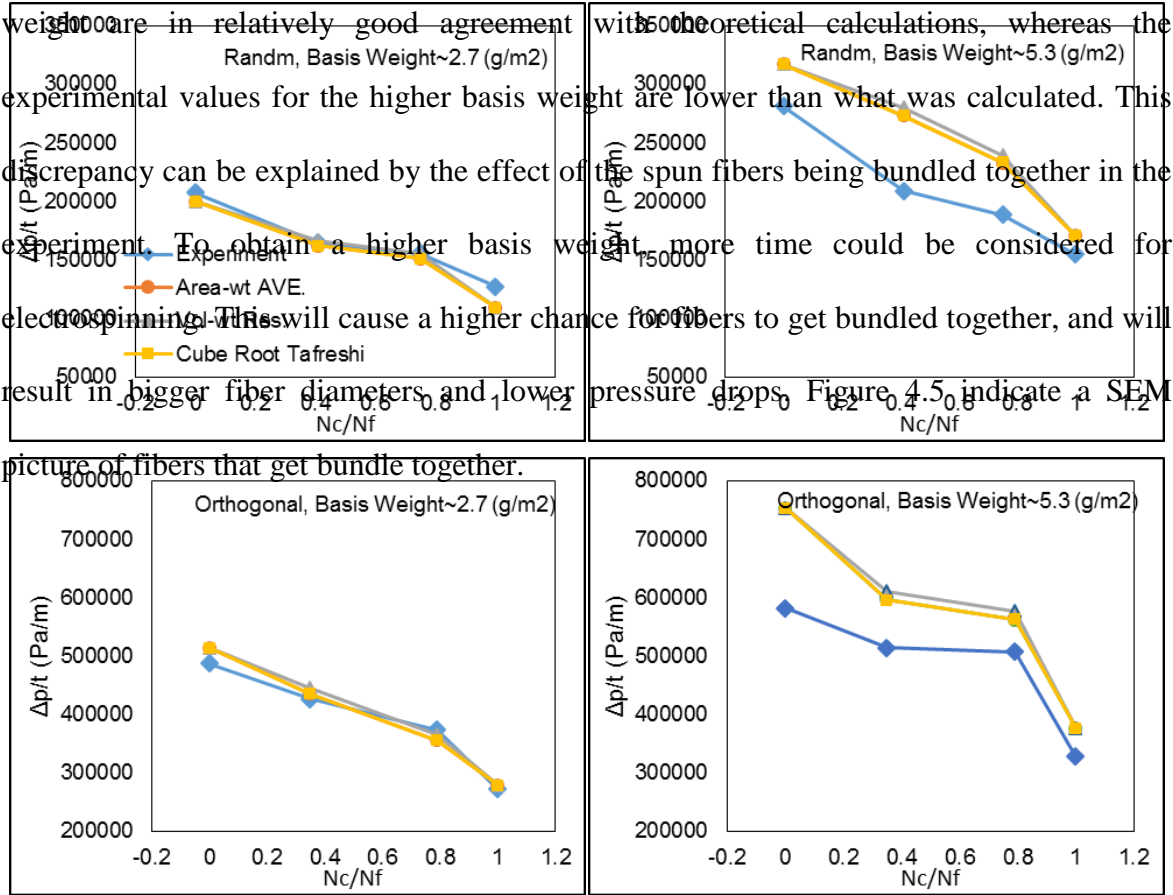 weight are in relatively good agreement with theoretical calculations, whereas the
experimental values for the higher basis weight are lower than what was calculated. This
discrepancy can be explained by the effect of the spun fibers being bundled together in the
experiment. To obtain a higher basis weight, more time could be considered for
electrospinning. This will cause a higher chance for fibers to get bundled together, and will
result in bigger fiber diameters and lower pressure drops. Figure 4.5 indicate a SEM
picture of fibers that get bundle together.
Randm, Basis Weight~2.7 (g/m2)
350000
300000
250000
200000
150000
100000
50000
Δp/t (Pa/m)
Experiment
Area-wt AVE.
Vol-wt Res.
Cube Root Tafreshi
-0.2 0 0.2 0.4 0.6 0.8 1 1.2
Nc/Nf
Randm, Basis Weight~5.3 (g/m2)
350000
300000
250000
200000
150000
100000
50000
Δp/t (Pa/m)
-0.2 0 0.2 0.4 0.6 0.8 1 1.2
Nc/Nf
Orthogonal, Basis Weight~2.7 (g/m2)
800000
700000
600000
500000
400000
300000
200000
Δp/t (Pa/m)
-0.2 0 0.2 0.4 0.6 0.8 1 1.2
Nc/Nf
Orthogonal, Basis Weight~5.3 (g/m2)
800000
700000
600000
500000
400000
300000
200000
Δp/t (Pa/m)
-0.2 0 0.2 0.4 0.6 0.8 1 1.2
Nc/Nf